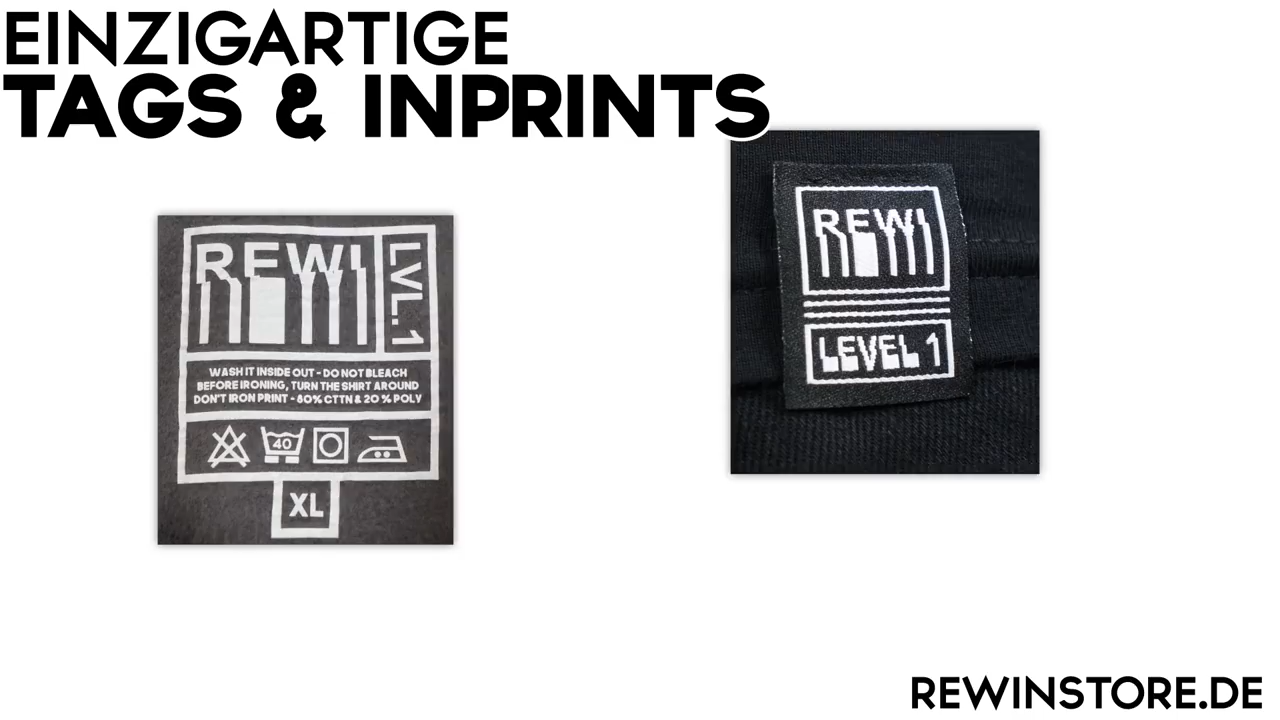 EINZIGARTIGE
TAGS & INPRINTS
REWI
LVL.1
WASH IT INSIDE OUT - DO NOT BLEACH
BEFORE IRONING, TURN THE SHIRT AROUND
DON'T IRON PRINT - 80% CTTN & 20 % POLY
40
XL
REWI
LEVEL 1
REWINSTORE.DE